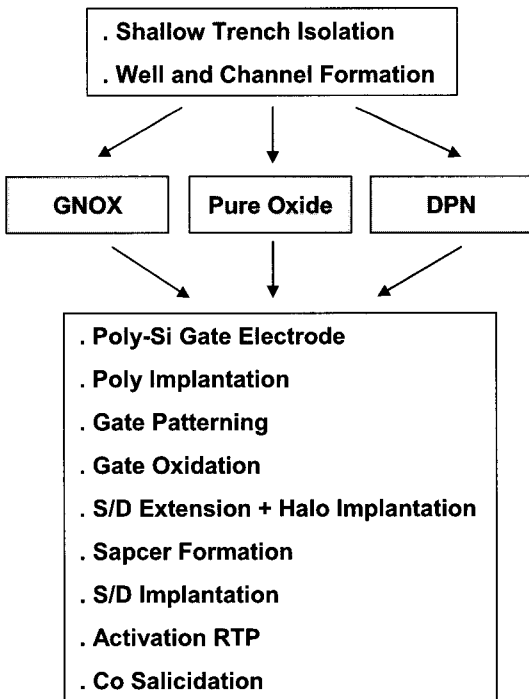 . Shallow Trench Isolation
. Well and Channel Formation
GNOX
Pure Oxide
DPN
. Poly-Si Gate Electrode
. Poly Implantation
. Gate Patterning
. Gate Oxidation
. S/D Extension + Halo Implantation
. Sapcer Formation
. S/D Implantation
. Activation RTP
. Co Salicidation